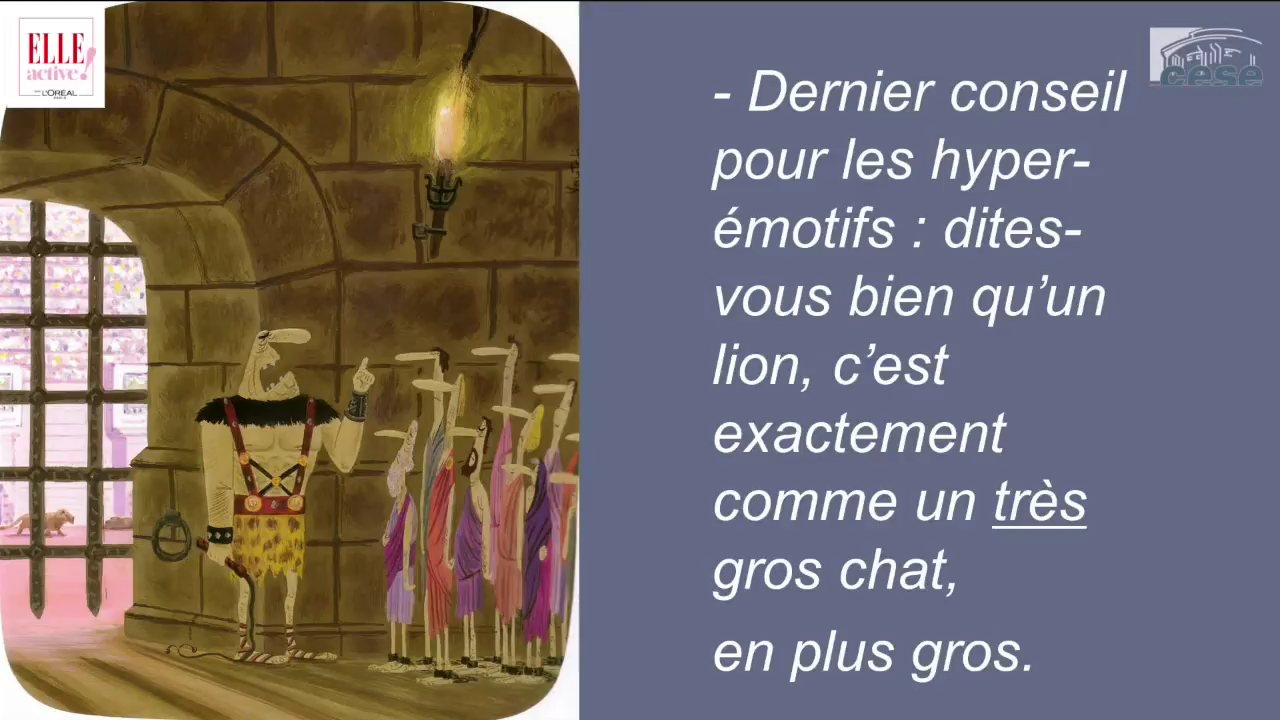 ELLE
active!
L'ORÉAL
PARIS
cese
- Dernier conseil
pour les hyper-
émotifs : dites-
vous bien qu’un
lion, c’est
exactement
comme un très
gros chat,
en plus gros.